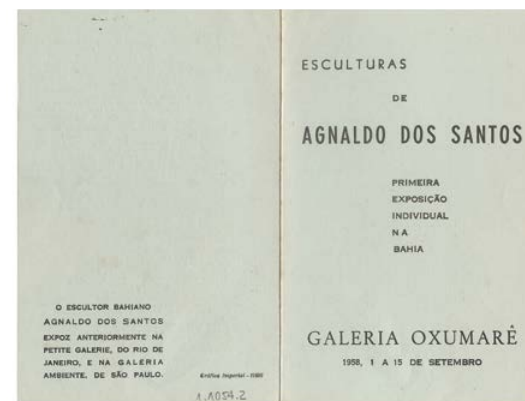 O ESCULTOR BAHIANO
AGNALDO DOS SANTOS
EXPOZ ANTERIORMENTE NA
PETITE GALERIE, DO RIO DE
JANEIRO, E NA GALERIA
AMBIENTE, DE SÃO PAULO.
Gráfica Imperial
1.1054.2
ESCULTURAS
DE
AGNALDO DOS SANTOS
PRIMEIRA
EXPOSIÇÃO
INDIVIDUAL
NA
BAHIA
GALERIA OXUMARÊ
1958, 1 A 15 DE SETEMBRO